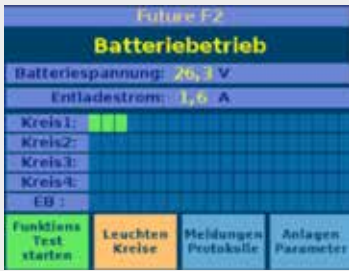 Future F2
Batteriebetrieb
Batteriespannung: 26,3 V
Entladestrom: 1,6 A
Kreis1:
Kreis2:
Kreis3:
Kreis4:
EB :
Funktions Test starten
Leuchten Kreise
Meldungen Protokolle
Anlagen Parameter